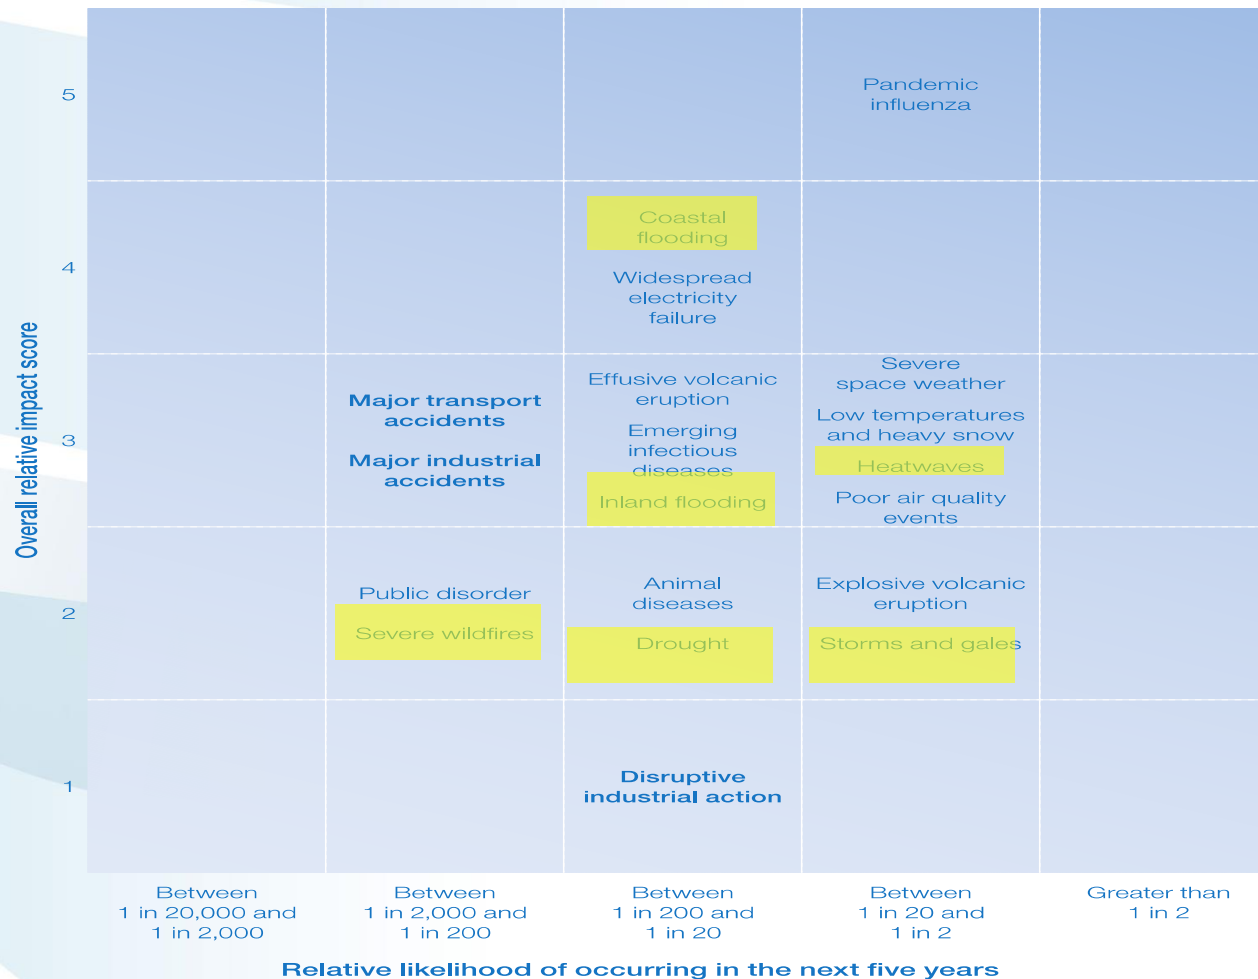 Overall relative impact score
5
Pandemic
influenza
4
Coastal
flooding
Widespread
electricity
failure
3
Major transport
accidents
Major industrial
accidents
Effusive volcanic
eruption
Emerging
infectious
diseases
Inland flooding
Severe
space weather
Low temperatures
and heavy snow
Heatwaves
Poor air quality
events
2
Public disorder
Severe wildfires
Animal
diseases
Drought
Explosive volcanic
eruption
Storms and gales
1
Disruptive
industrial action
Between
1 in 20,000 and
1 in 2,000
Between
1 in 2,000 and
1 in 200
Between
1 in 200 and
1 in 20
Between
1 in 20 and
1 in 2
Greater than
1 in 2
Relative likelihood of occurring in the next five years